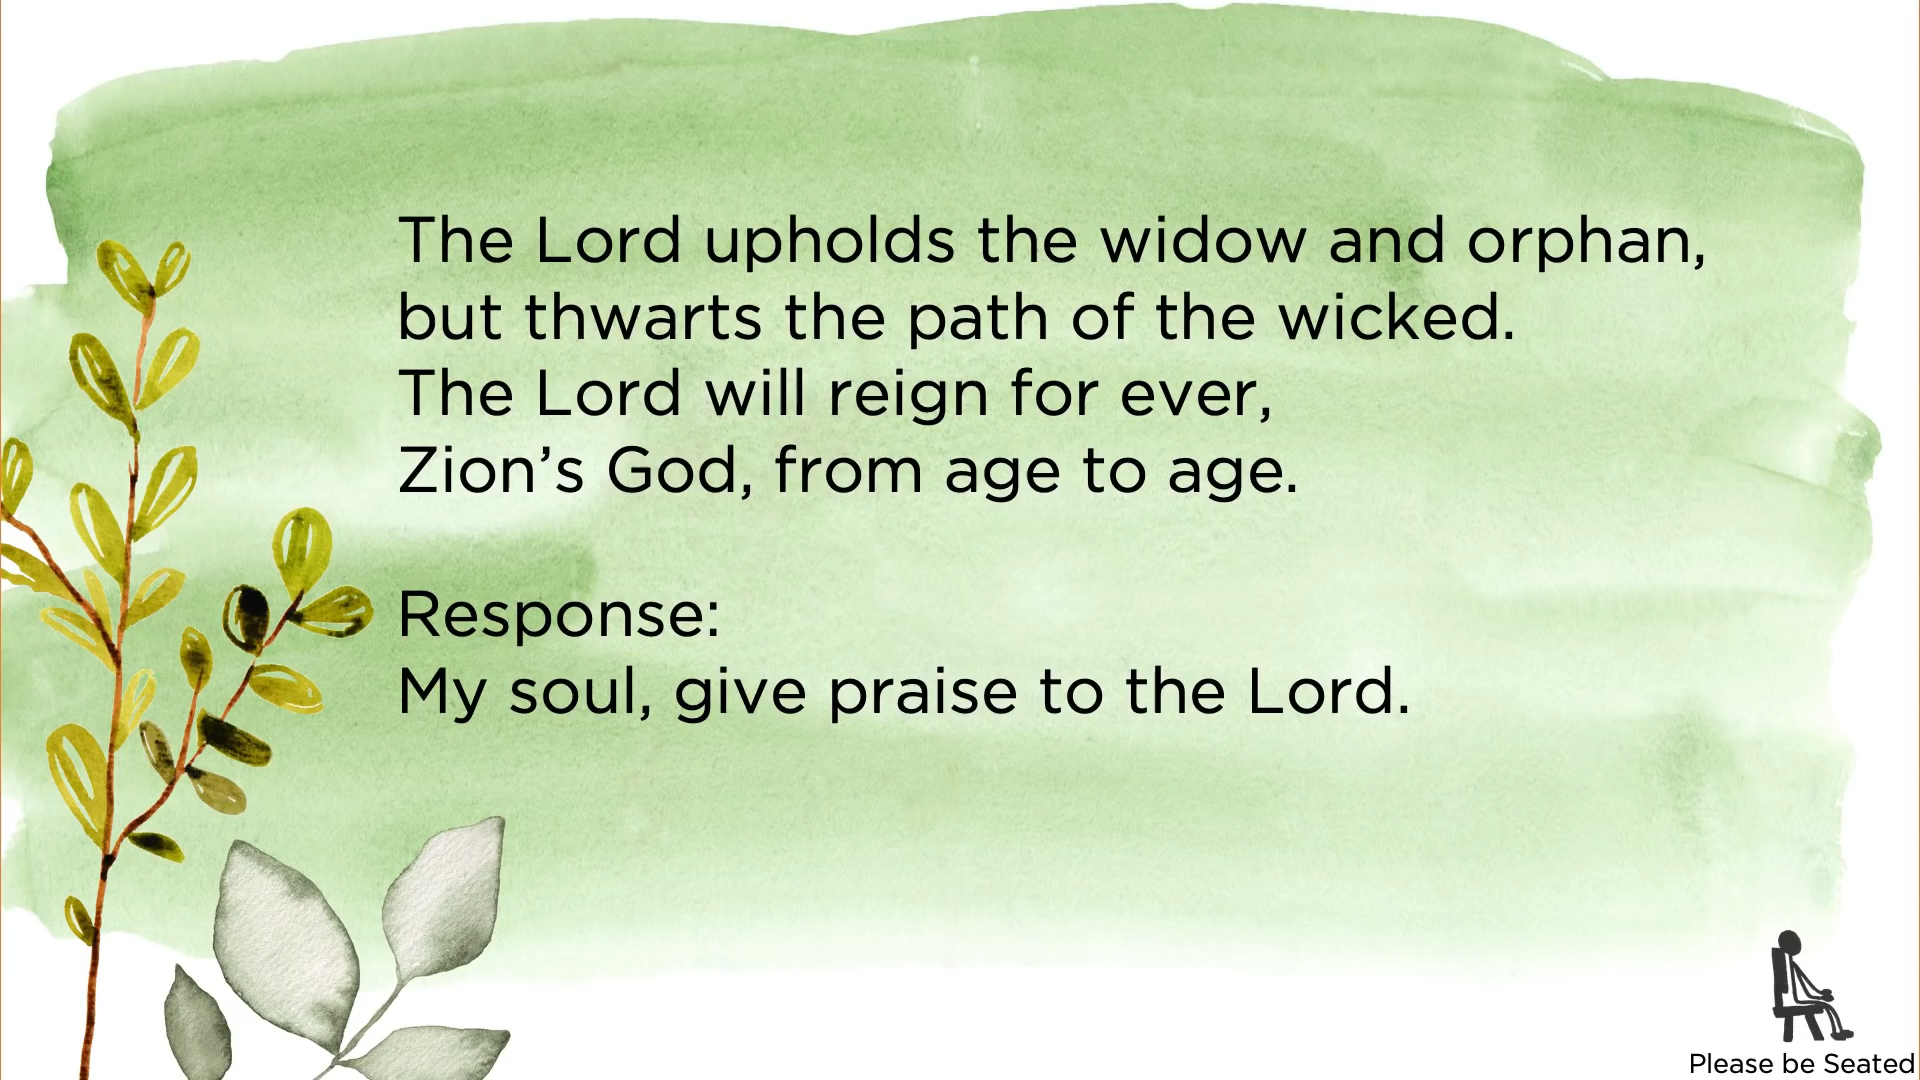 The Lord upholds the widow and orphan,
but thwarts the path of the wicked.
The Lord will reign for ever,
Zion’s God, from age to age.
Response:
My soul, give praise to the Lord.
Please be Seated